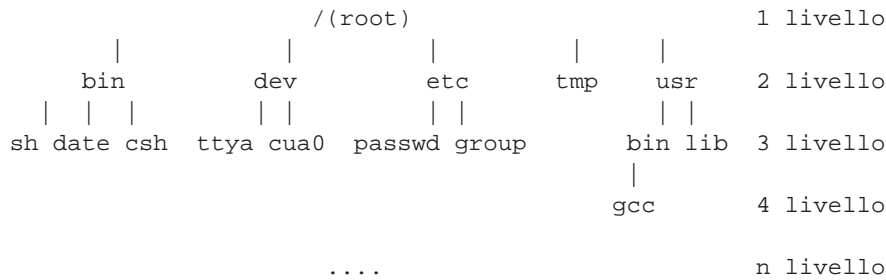 /(root) 1 livello
| | | | |
bin dev etc tmp usr 2 livello
| | | | | | | | |
sh date csh ttya cua0 passwd group bin lib 3 livello
|
gcc 4 livello
.... n livello